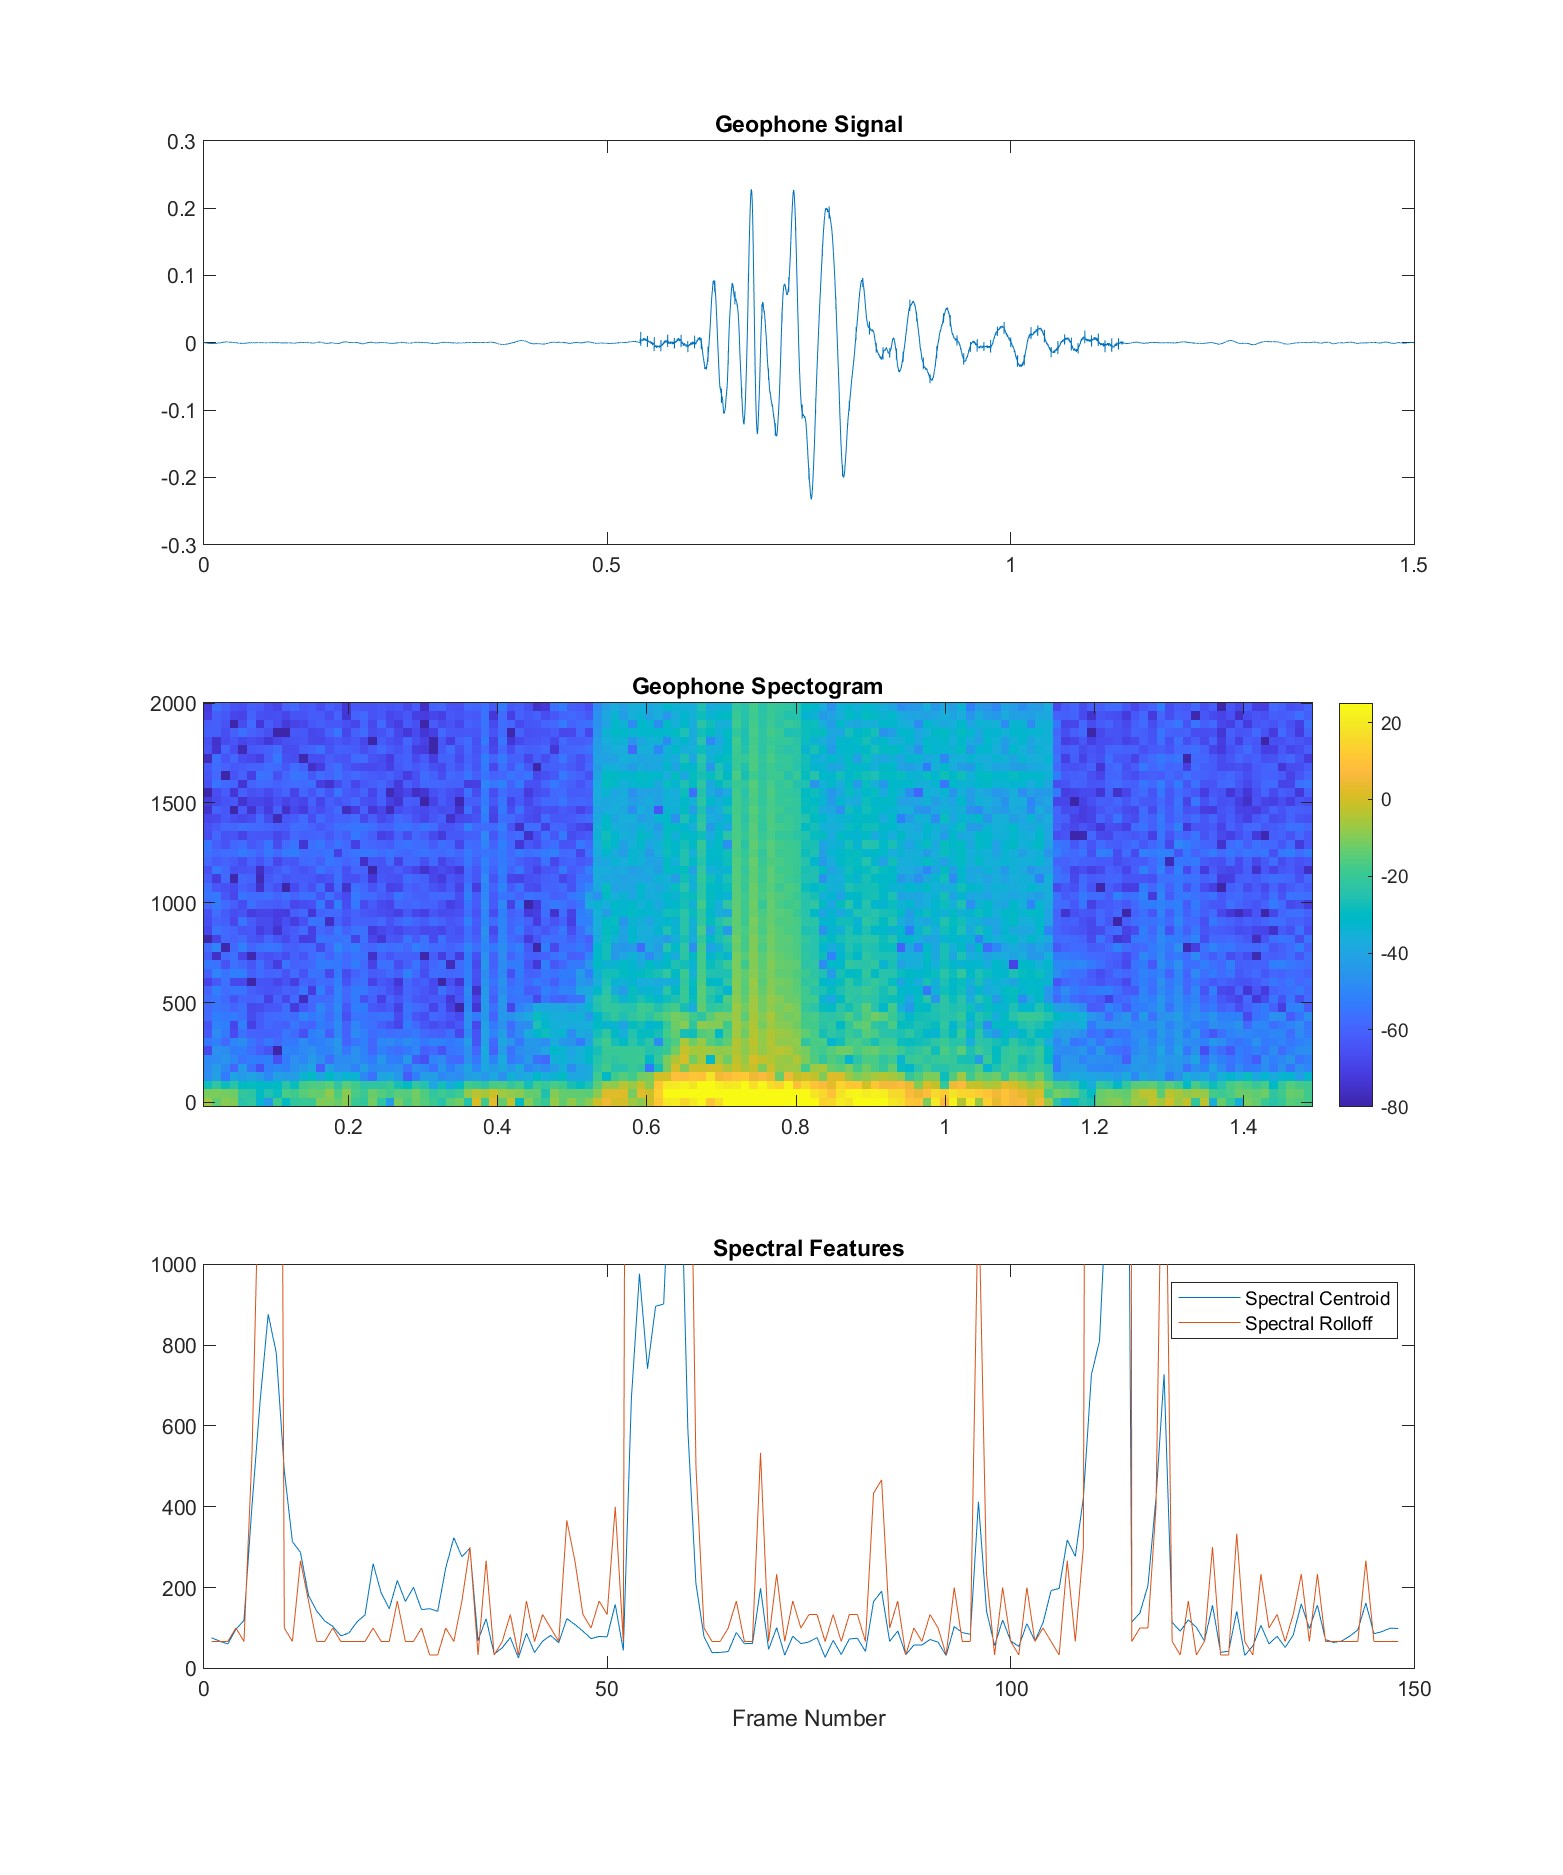 Geophone Signal
0.3
0.2
0.1
0
-0.1
-0.2
-0.3
0 0.5 1 1.5
Geophone Spectogram
2000
1500
1000
500
0
0.2 0.4 0.6 0.8 1 1.2 1.4
20
0
-20
-40
-60
-80
Spectral Features
1000
800
600
400
200
0
Spectral Centroid
Spectral Rolloff
0 50 100 150
Frame Number